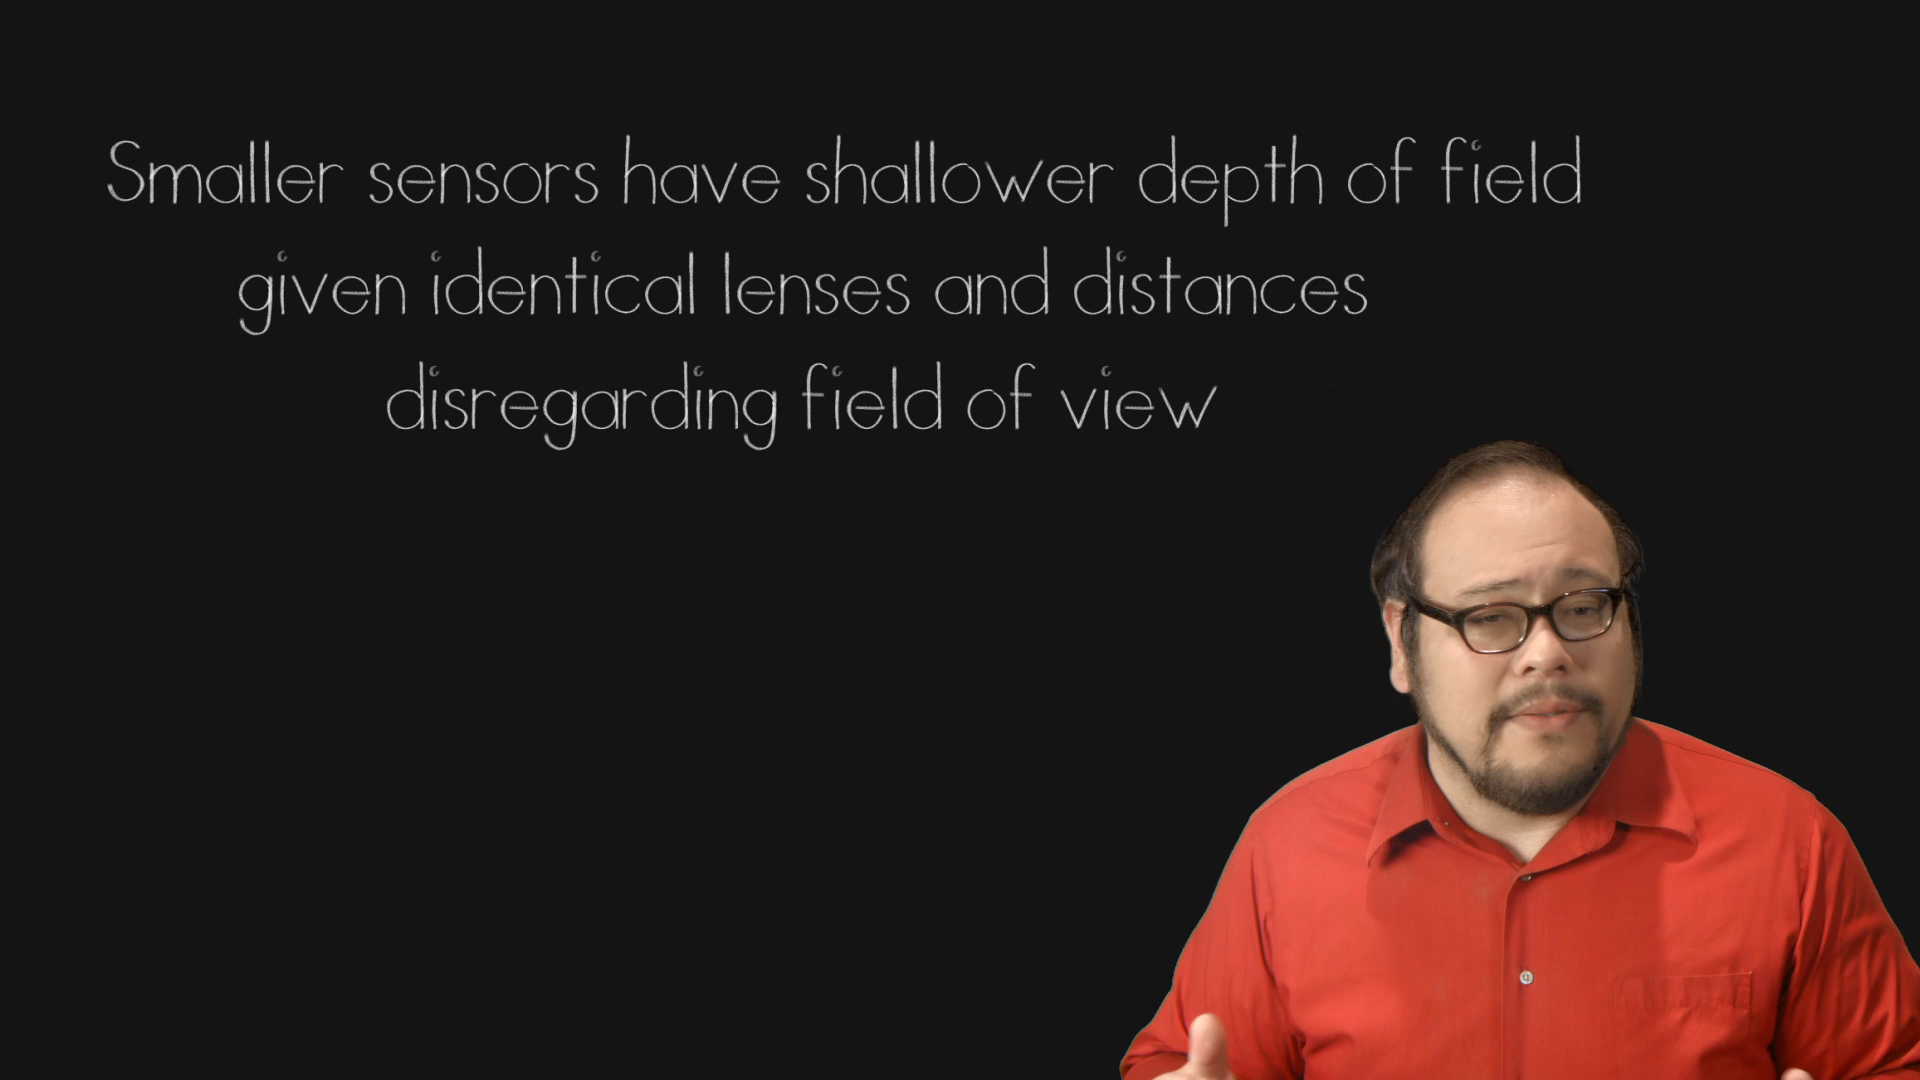 Smaller sensors have shallower depth of field
given identical lenses and distances
disregarding field of view